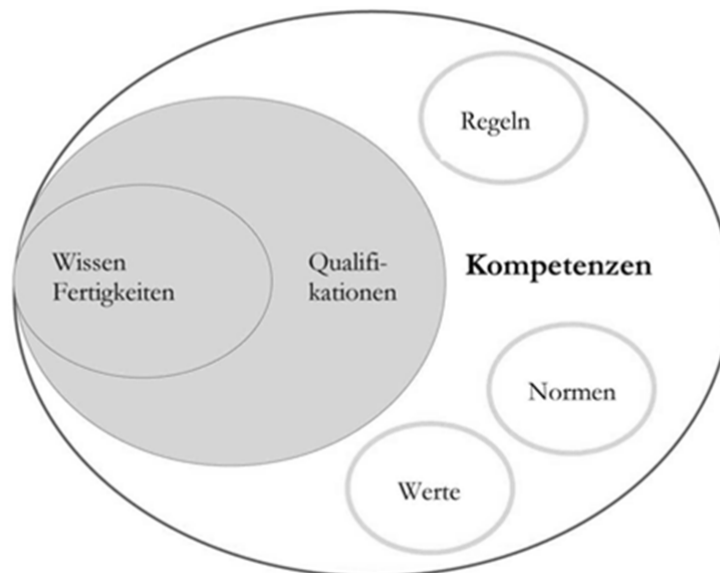 Regeln
Wissen
Fertigkeiten
Qualifi-
kationen
Kompetenzen
Normen
Werte